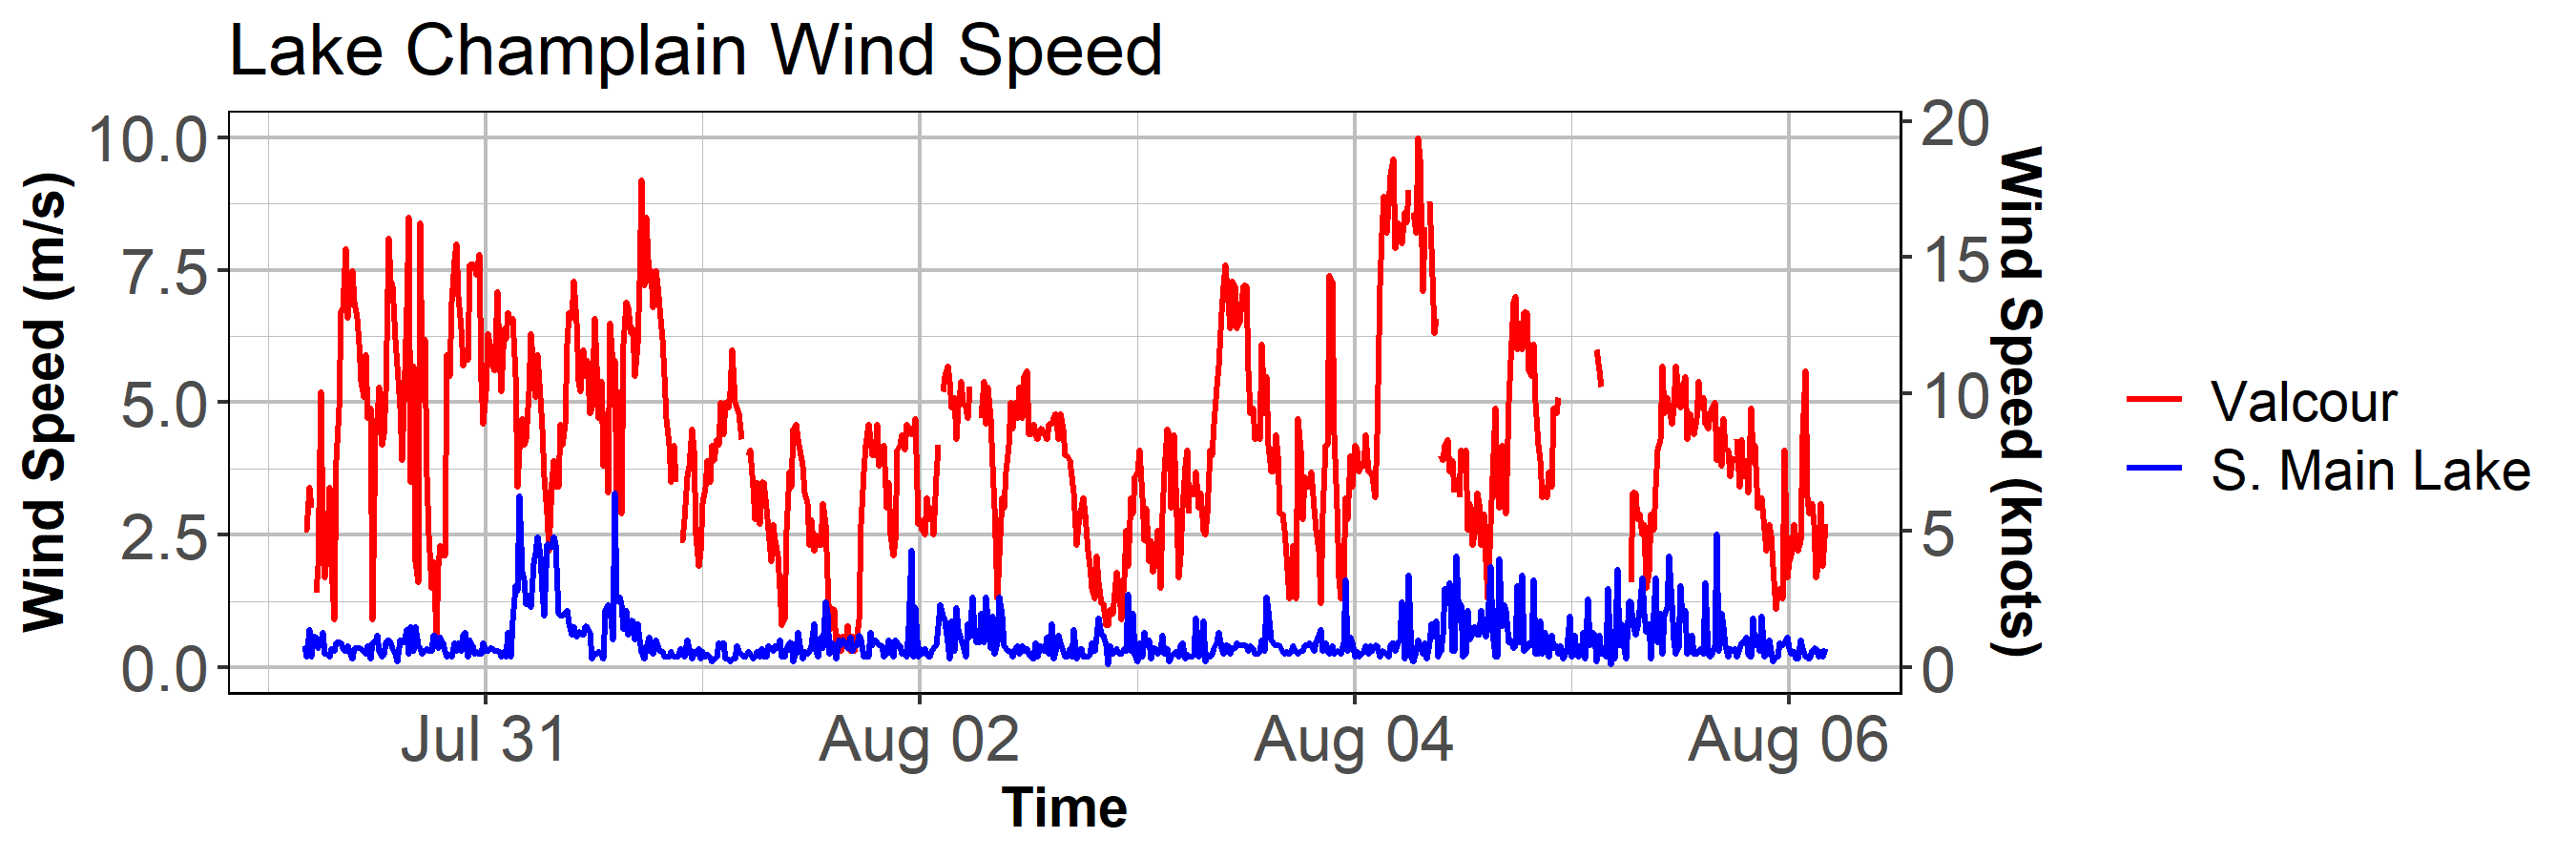 Lake Champlain Wind Speed
10.0
7.5
5.0
2.5
0.0
Wind Speed (m/s)
20
15
10
5
0
Wind Speed (knots)
Jul 31
Aug 02
Aug 04
Aug 06
Time
Valcour
S. Main Lake